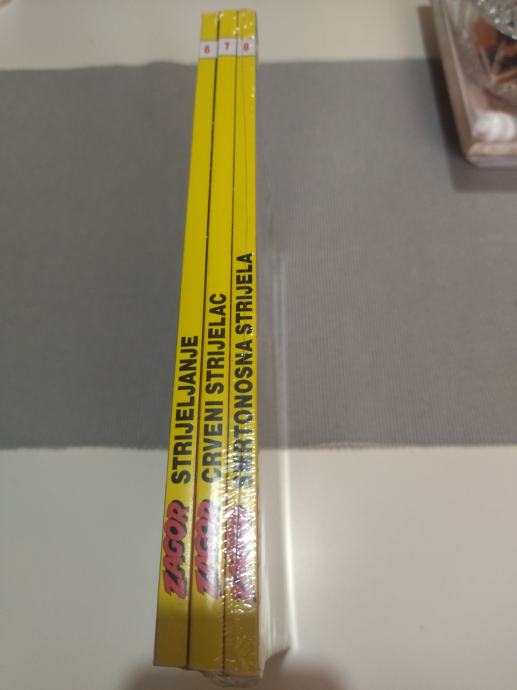 6
ZAGOR STRIJELJANJE
7
ZAGOR CRVENI STRIJELAC
8
ZAGOR SMRTONOSNA STRIJELA